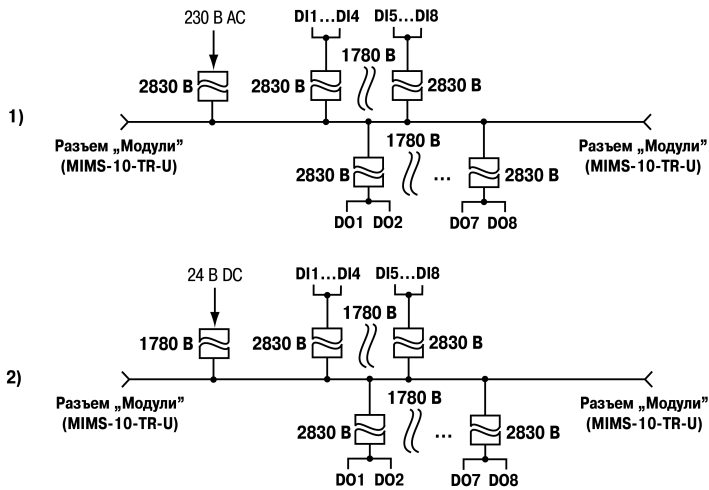 230 В AC
DI1...DI4
DI5...DI8
1780 В
2830 В
2830 В
2830 В
1)
Разъем „Модули”
(MIMS-10-TR-U)
1780 В
Разъем „Модули”
(MIMS-10-TR-U)
2830 В
...
2830 В
DO1 DO2
DO7 DO8
24 В DC
DI1...DI4
DI5...DI8
1780 В
1780 В
2830 В
2830 В
2)
Разъем „Модули”
(MIMS-10-TR-U)
1780 В
Разъем „Модули”
(MIMS-10-TR-U)
2830 В
...
2830 В
DO1 DO2
DO7 DO8